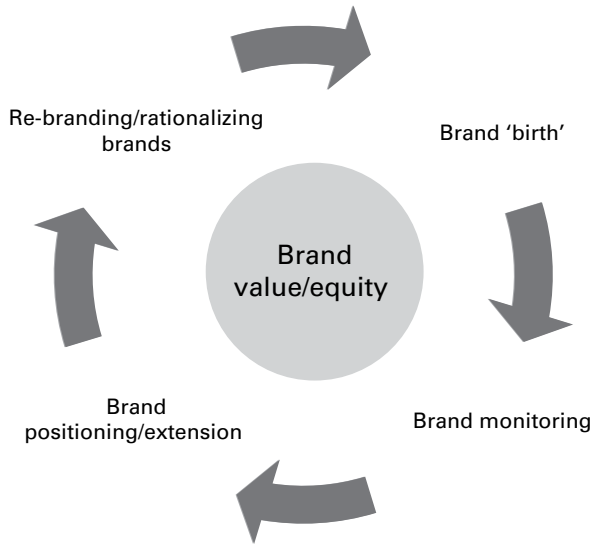 Re-branding/rationalizing
brands
Brand ‘birth’
Brand
value/equity
Brand
positioning/extension
Brand monitoring